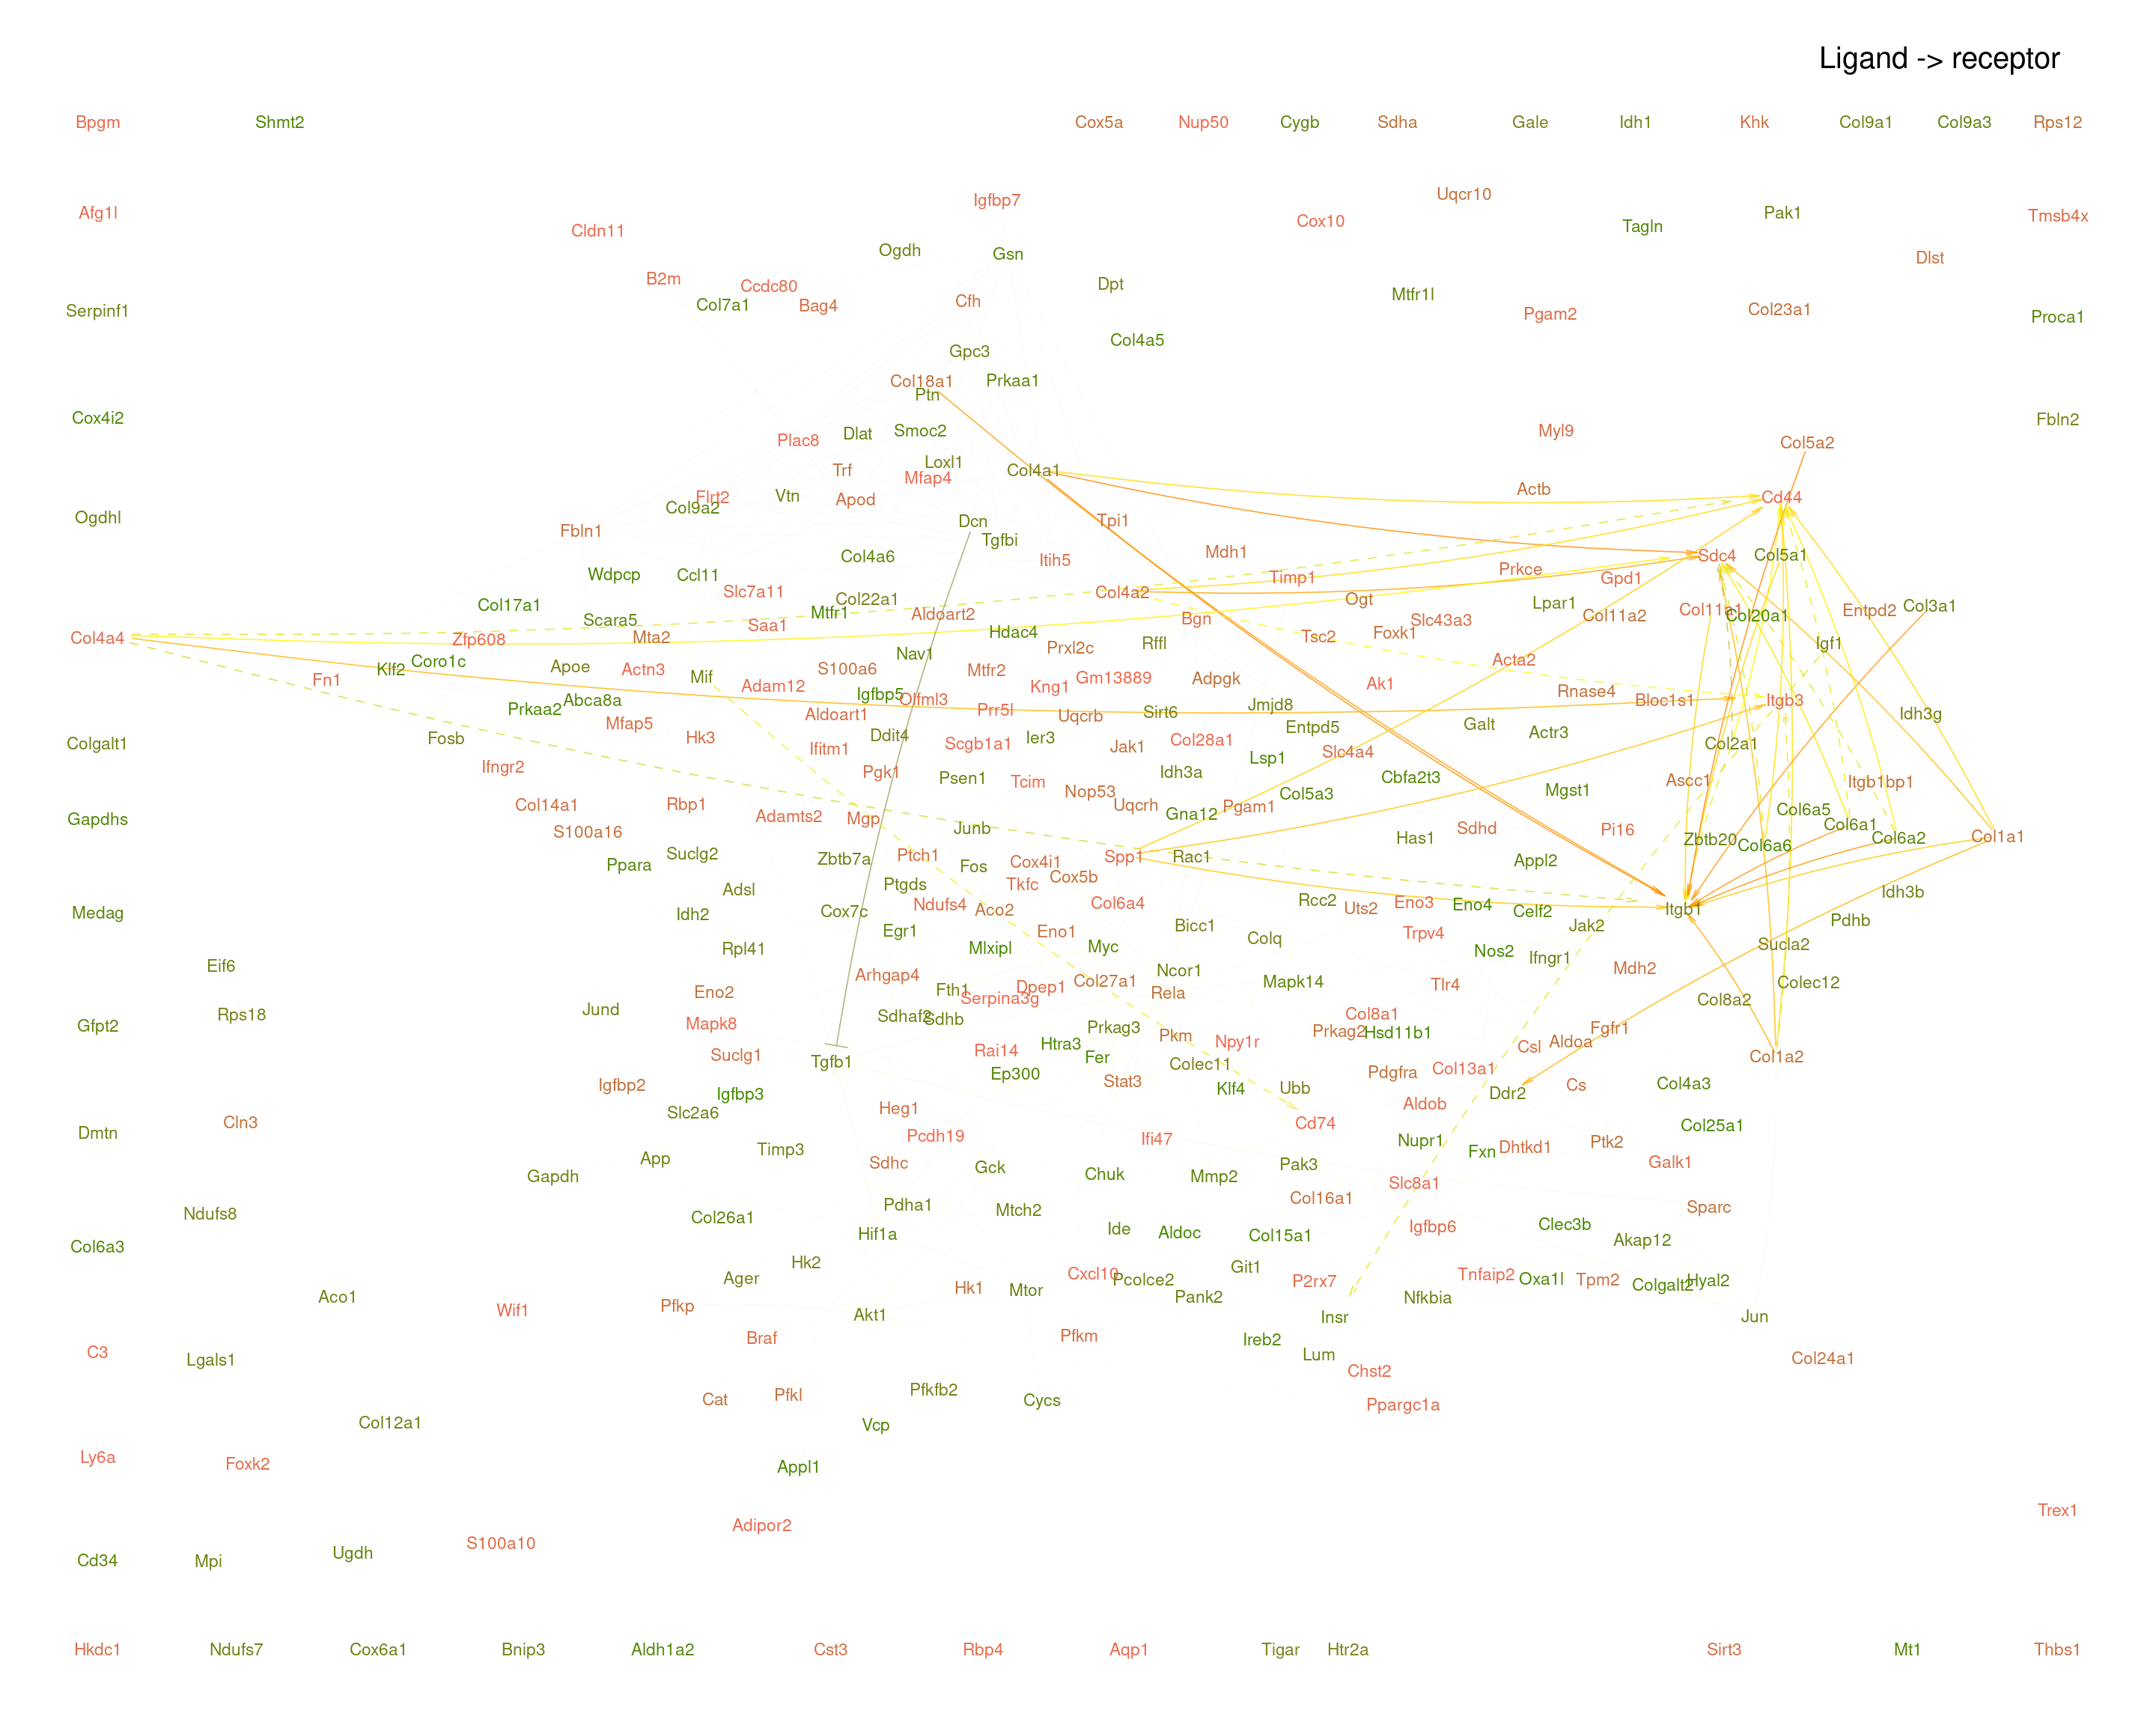 Ligand -> receptor
Bpgm Shmt2 Cox5a Nup50 Cygb Sdha Gale Idh1 Khk Col9a1 Col9a3 Rps12
Igfbp7 Uqcr10
Afg1l Cox10 Pak1 Tmsb4x
Cldn11 Tagln
Ogdh Gsn Dlst
B2m Ccdc80 Dpt
Col7a1 Bag4 Cfh Mtfr1l
Serpinf1 Pgam2 Col23a1 Proca1
Gpc3 Col4a5
Col18a1 Prkaa1
Ptn
Cox4i2 Fbln2
Plac8 Dlat Smoc2 Myl9 Col5a2
Trf Loxl1 Col4a1
Mfap4
Flrt2 Vtn Apod Actb Cd44
Col9a2
Ogdhl Fbln1 Dcn Tpi1
Tgfbi
Col4a6 Itih5 Mdh1 Sdc4 Col5a1
Wdpcp Ccl11 Timp1 Prkce Gpd1
Slc7a11 Col22a1 Col4a2 Ogt
Col17a1 Scara5 Mtfr1 Aldoart2 Lpar1 Col11a2 Col11a1 Col20a1 Entpd2 Col3a1
Saa1 Bgn Slc43a3
Col4a4 Zfp608 Mta2 Hdac4 Prxl2c Rffl Tsc2 Foxk1 Igf1
Klf2 Coro1c Apoe Actn3 Mif S100a6 Nav1 Mtfr2 Acta2
Fn1 Adam12 Igfbp5 Kng1 Gm13889 Adpgk Ak1
Prkaa2 Abca8a Olfml3 Rnase4 Bloc1s1 Itgb3
Mfap5 Aldoart1 Prr5l Uqcrb Sirt6 Jmjd8 Idh3g
Colgalt1 Fosb Hk3 Ifitm1 Ddit4 Scgb1a1 Ier3 Jak1 Col28a1 Entpd5 Galt Actr3 Col2a1
Ifngr2 Pgk1 Psen1 Tcim Idh3a Lsp1 Slc4a4 Cbfa2t3
Col14a1 Rbp1 Nop53 Uqcrh Col5a3 Mgst1 Ascc1 Itgb1bp1
Gapdhs S100a16 Adamts2 Mgp Junb Gna12 Pgam1 Sdhd Pi16 Col6a5 Col6a1
Has1 Zbtb20 Col6a6 Col6a2 Col1a1
Ppara Suclg2 Zbtb7a Ptch1 Fos Cox4i1 Spp1 Rac1 Appl2
Adsl Ptgds Tkfc Cox5b Idh3b
Medag Idh2 Cox7c Ndufs4 Aco2 Col6a4 Rcc2 Uts2 Eno3 Eno4 Celf2 Itgb1
Egr1 Eno1 Bicc1 Colq Trpv4 Jak2 Pdhb
Rpl41 Mlxipl Myc Nos2 Ifngr1 Sucla2
Eif6 Arhgap4 Col27a1 Ncor1 Mapk14 Tlr4 Mdh2 Colec12
Eno2 Fth1 Dpep1 Rela
Serpina3g Col8a2
Gfpt2 Rps18 Jund Mapk8 Sdhaf2 Sdhb Prkag3 Col8a1
Suclg1 Rai14 Htra3 Pkm Npy1r Prkag2 Hsd11b1 Csl Aldoa Fgfr1
Tgfb1 Fer Colec11 Col13a1 Col1a2
Igfbp2 Ep300 Stat3 Klf4 Ubb Pdgfra Ddr2 Cs Col4a3
Igfbp3
Dmtn Cln3 Slc2a6 Heg1 Cd74 Aldob Col25a1
Timp3 Pcdh19 Ifi47 Nupr1 Fxn Dhtkd1 Ptk2
Gapdh App Sdhc Gck Chuk Mmp2 Pak3 Slc8a1 Galk1
Ndufs8 Col26a1 Pdha1 Mtch2 Col16a1 Sparc
Col6a3 Hif1a Ide Aldoc Col15a1 Igfbp6 Clec3b Akap12
Ager Hk2 Cxcl10 Pcolce2 Git1 P2rx7 Tnfaip2 Oxa1l Tpm2 Colgalt2 Hyal2
Aco1 Wif1 Pfkp Akt1 Hk1 Mtor Pank2 Insr Nfkbia Jun
C3 Lgals1 Braf Pfkm Ireb2 Lum Col24a1
Cat Pfkl Pfkfb2 Cycs Chst2
Col12a1 Vcp Ppargc1a
Ly6a Foxk2 Appl1
Adipor2 Trex1
Cd34 Mpi Ugdh S100a10
Hkdc1 Ndufs7 Cox6a1 Bnip3 Aldh1a2 Cst3 Rbp4 Aqp1 Tigar Htr2a Sirt3 Mt1 Thbs1